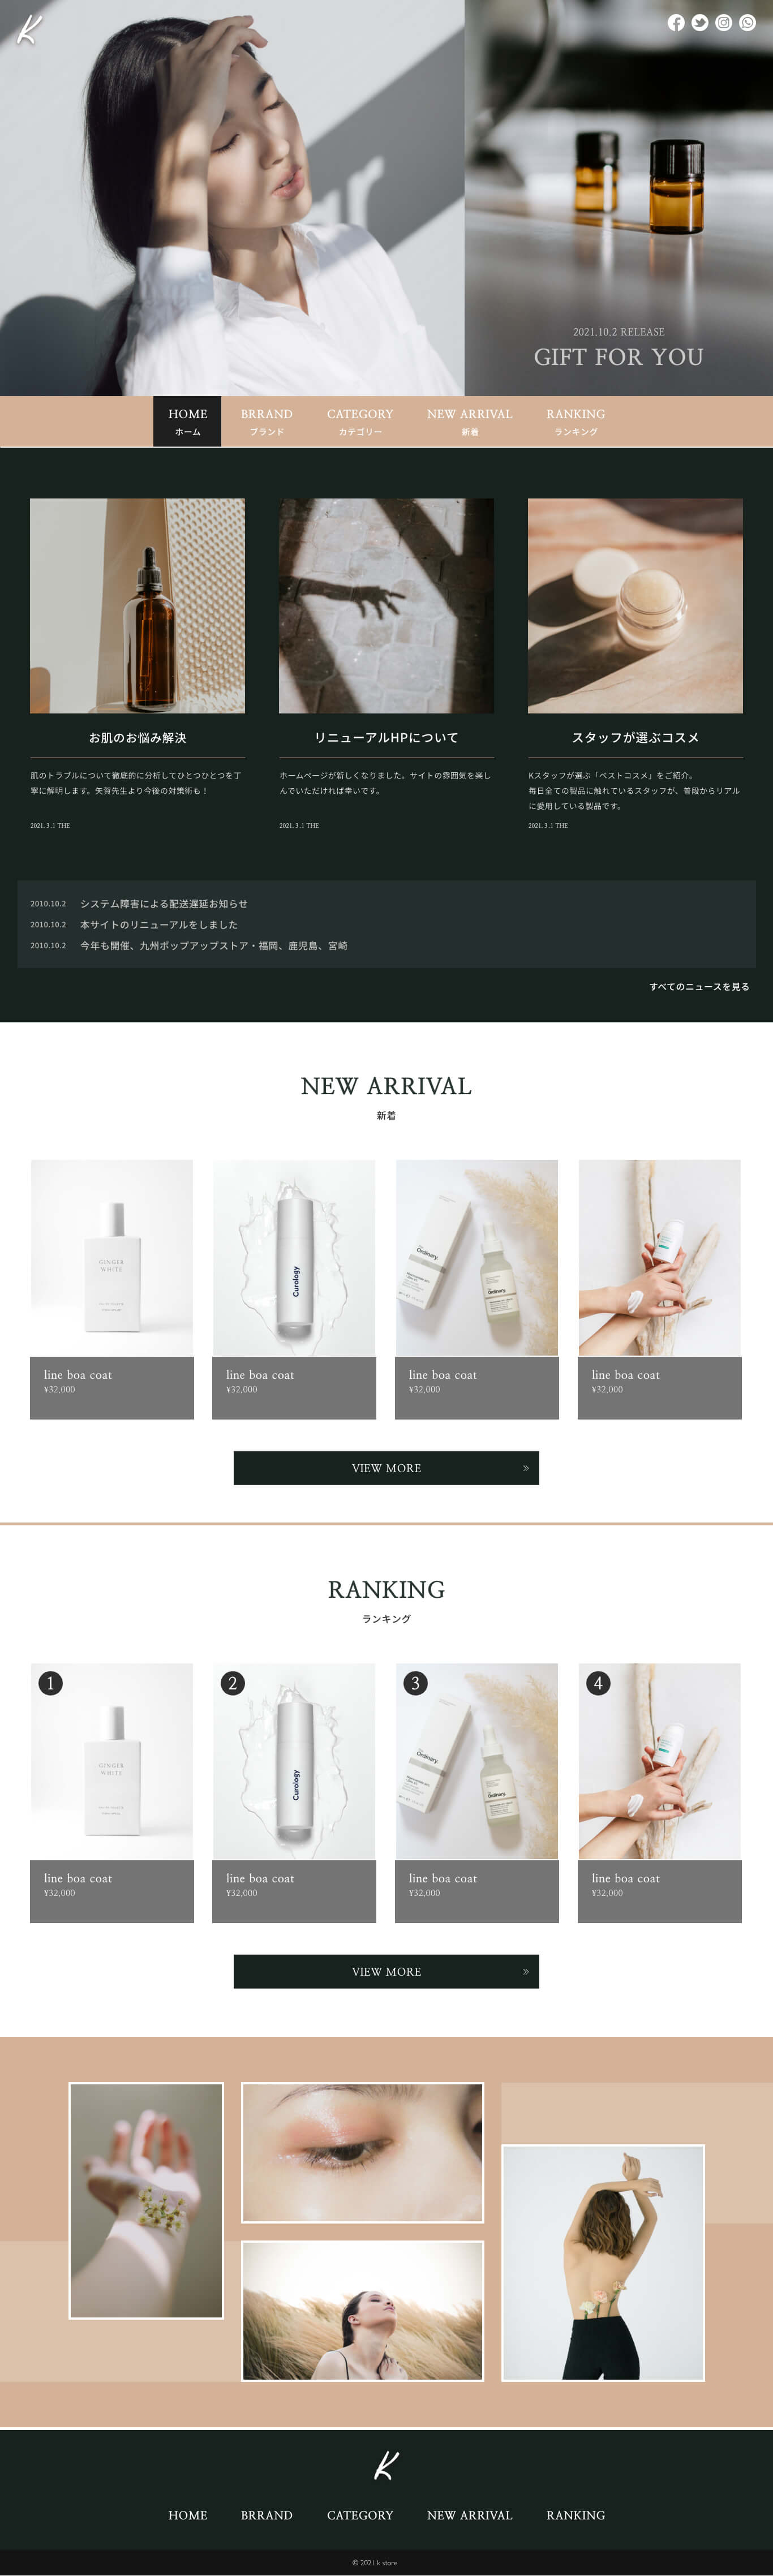 K
2021.10.2 RELEASE
GIFT FOR YOU
HOME
ホーム
BRRAND
ブランド
CATEGORY
カテゴリー
NEW ARRIVAL
新着
RANKING
ランキング
お肌のお悩み解決
肌のトラブルについて徹底的に分析してひとつひとつを丁
寧に解明します。矢賀先生より今後の対策術も！
2021. 3 .1 THE
リニューアルHPについて
ホームページが新しくなりました。サイトの雰囲気を楽し
んでいただければ幸いです。
2021. 3 .1 THE
スタッフが選ぶコスメ
Kスタッフが選ぶ「ベストコスメ」をご紹介。
毎日全ての製品に触れているスタッフが、普段からリアル
に愛用している製品です。
2021. 3 .1 THE
2010.10.2 システム障害による配送遅延お知らせ
2010.10.2 本サイトのリニューアルをしました
2010.10.2 今年も開催、九州ポップアップストア・福岡、鹿児島、宮崎
すべてのニュースを見る
NEW ARRIVAL
新着
GINGER
WHITE
line boa coat
¥32,000
Curology
line boa coat
¥32,000
Ordinary.
Ordinary.
line boa coat
¥32,000
line boa coat
¥32,000
VIEW MORE
RANKING
ランキング
1
GINGER
WHITE
line boa coat
¥32,000
2
Curology
line boa coat
¥32,000
3
Ordinary.
Ordinary.
line boa coat
¥32,000
4
line boa coat
¥32,000
VIEW MORE
K
HOME
BRRAND
CATEGORY
NEW ARRIVAL
RANKING
© 2021 k store